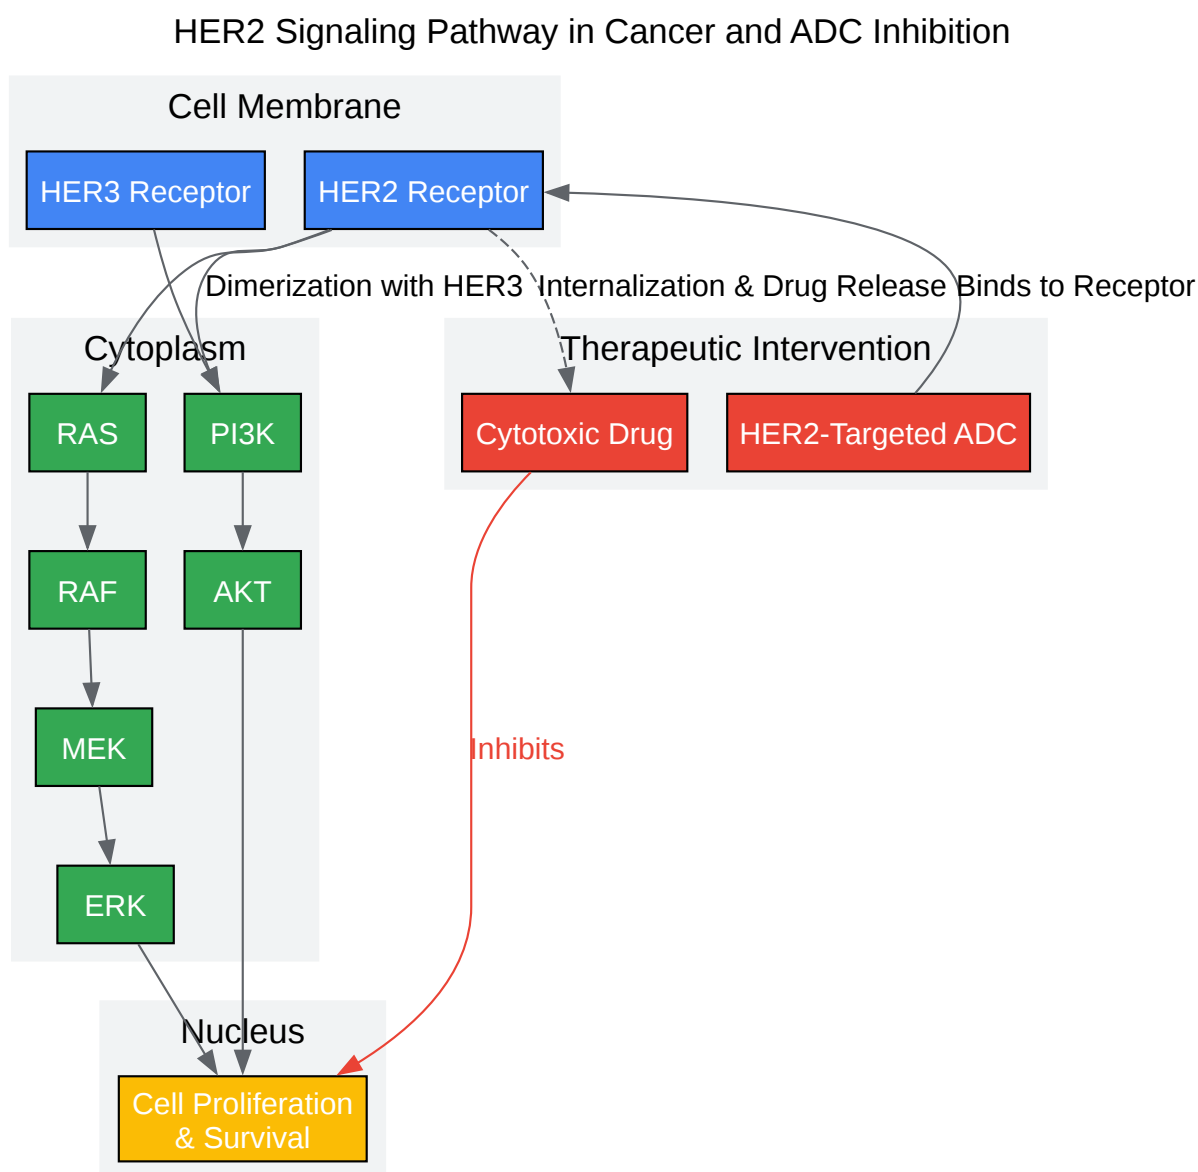 HER2 Signaling Pathway in Cancer and ADC Inhibition
Cell Membrane
HER3 Receptor
HER2 Receptor
Dimerization with HER3
Internalization & Drug Release
Binds to Receptor
Cytoplasm
Therapeutic Intervention
RAS
PI3K
Cytotoxic Drug
HER2-Targeted ADC
RAF
AKT
MEK
Inhibits
ERK
Nucleus
Cell Proliferation
& Survival